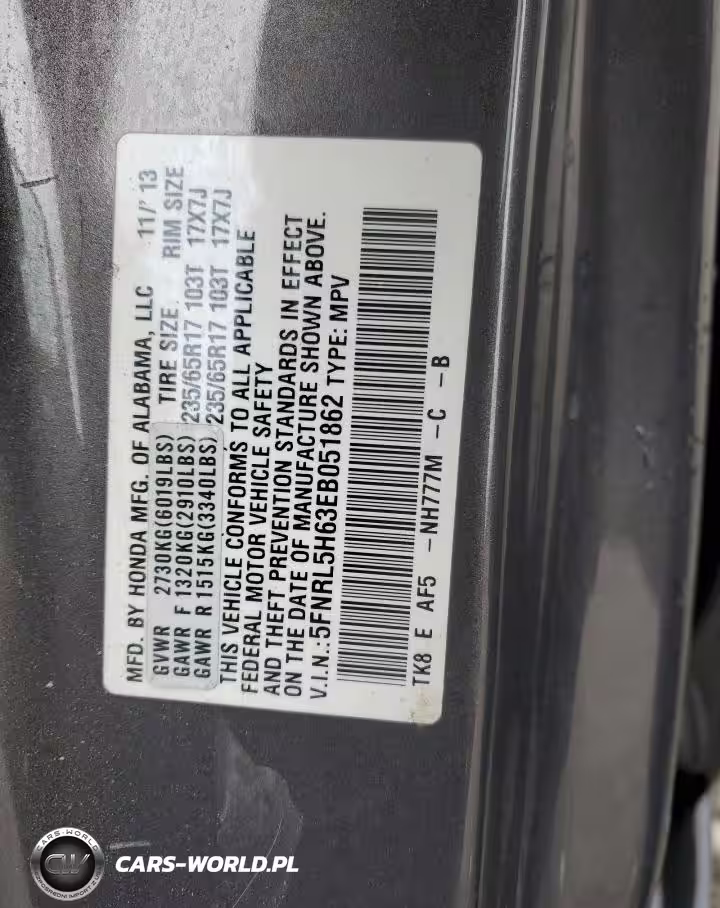 MFD. BY HONDA MFG. OF ALABAMA, LLC 11/ 13
GVWR 2730KG(6019LBS) TIRE SIZE. RIM SIZE
GAWR F 1320KG(2910LBS) 235/65R17 103T 17X7J
GAWR R 1515KG(3340LBS) 235/65R17 103T 17X7J
THIS VEHICLE CONFORMS TO ALL APPLICABLE
FEDERAL MOTOR VEHICLE SAFETY
AND THEFT PREVENTION STANDARDS IN EFFECT
ON THE DATE OF MANUFACTURE SHOWN ABOVE.
V.I.N.:5FNRL5H63EB051862 TYPE: MPV
TK8 E AF5 -NH777M -C -B
CARS-WORLD
CW
CARS-WORLD.PL